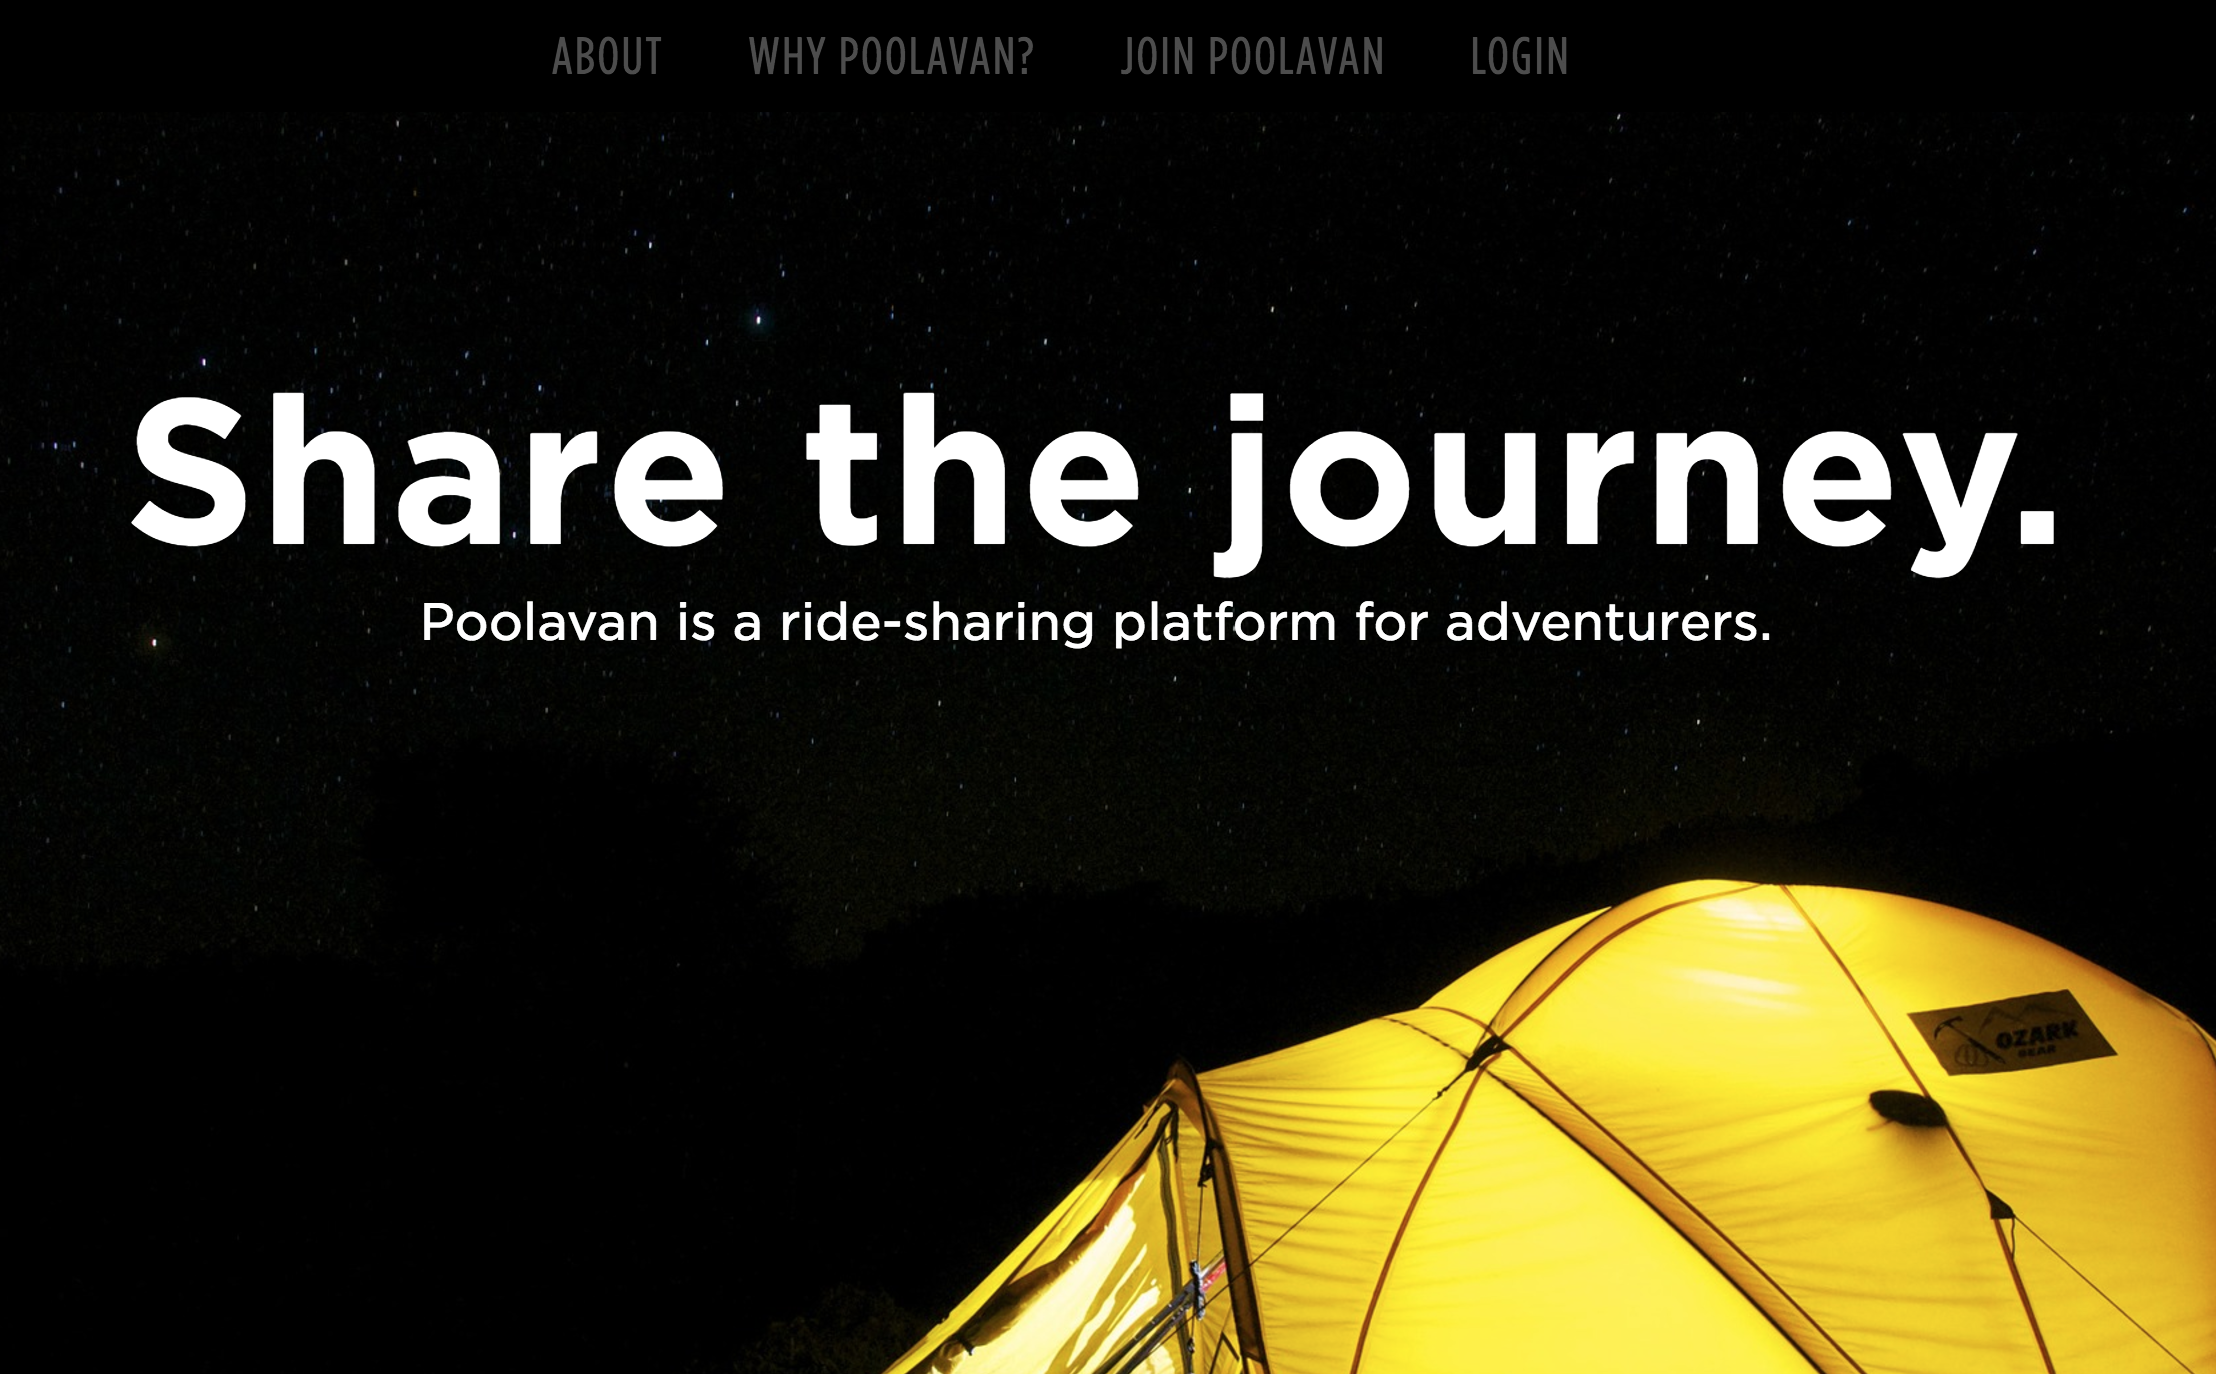 ABOUT WHY POOLAVAN? JOIN POOLAVAN LOGIN
Share the journey.
Poolavan is a ride-sharing platform for adventurers.
OZARK
GEAR